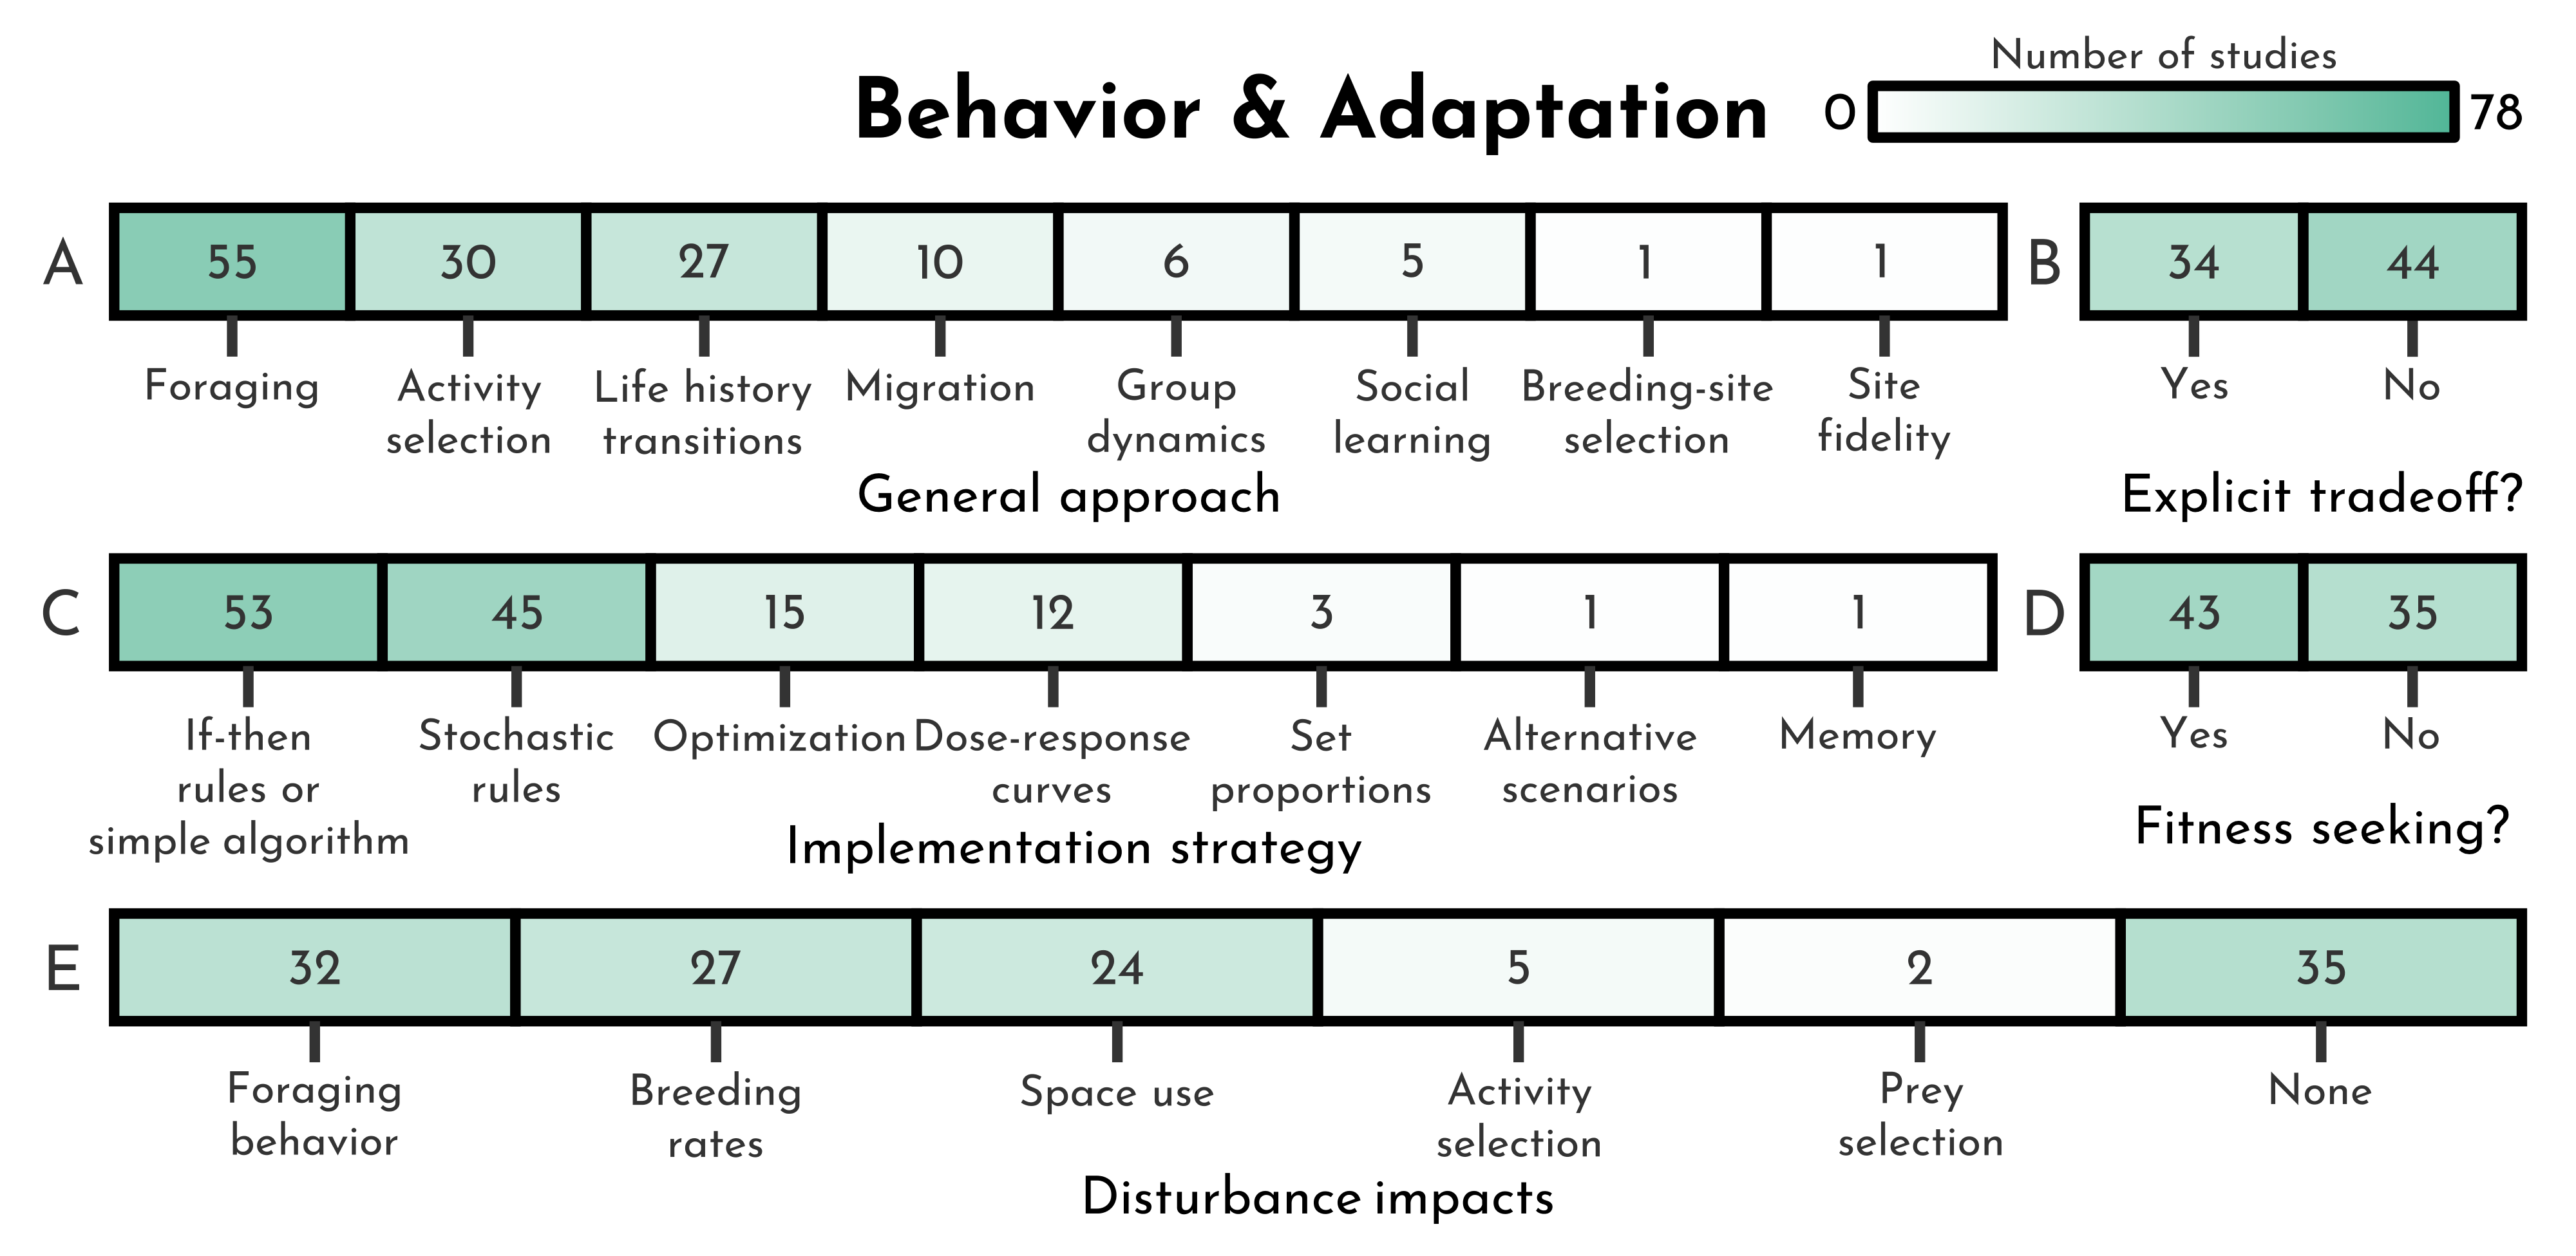 Number of studies
Behavior & Adaptation
0 78
A 55 30 27 10 6 5 1 1 B 34 44
Foraging Activity Life history Migration Group Social Breeding-site Site Yes No
selection transitions dynamics learning selection fidelity
General approach Explicit tradeoff?
C 53 45 15 12 3 1 1 D 43 35
If-then Stochastic Optimization Dose-response Set Alternative Memory Yes No
rules or rules curves proportions scenarios
simple algorithm
Implementation strategy Fitness seeking?
E 32 27 24 5 2 35
Foraging Breeding Space use Activity Prey None
behavior rates selection selection
Disturbance impacts